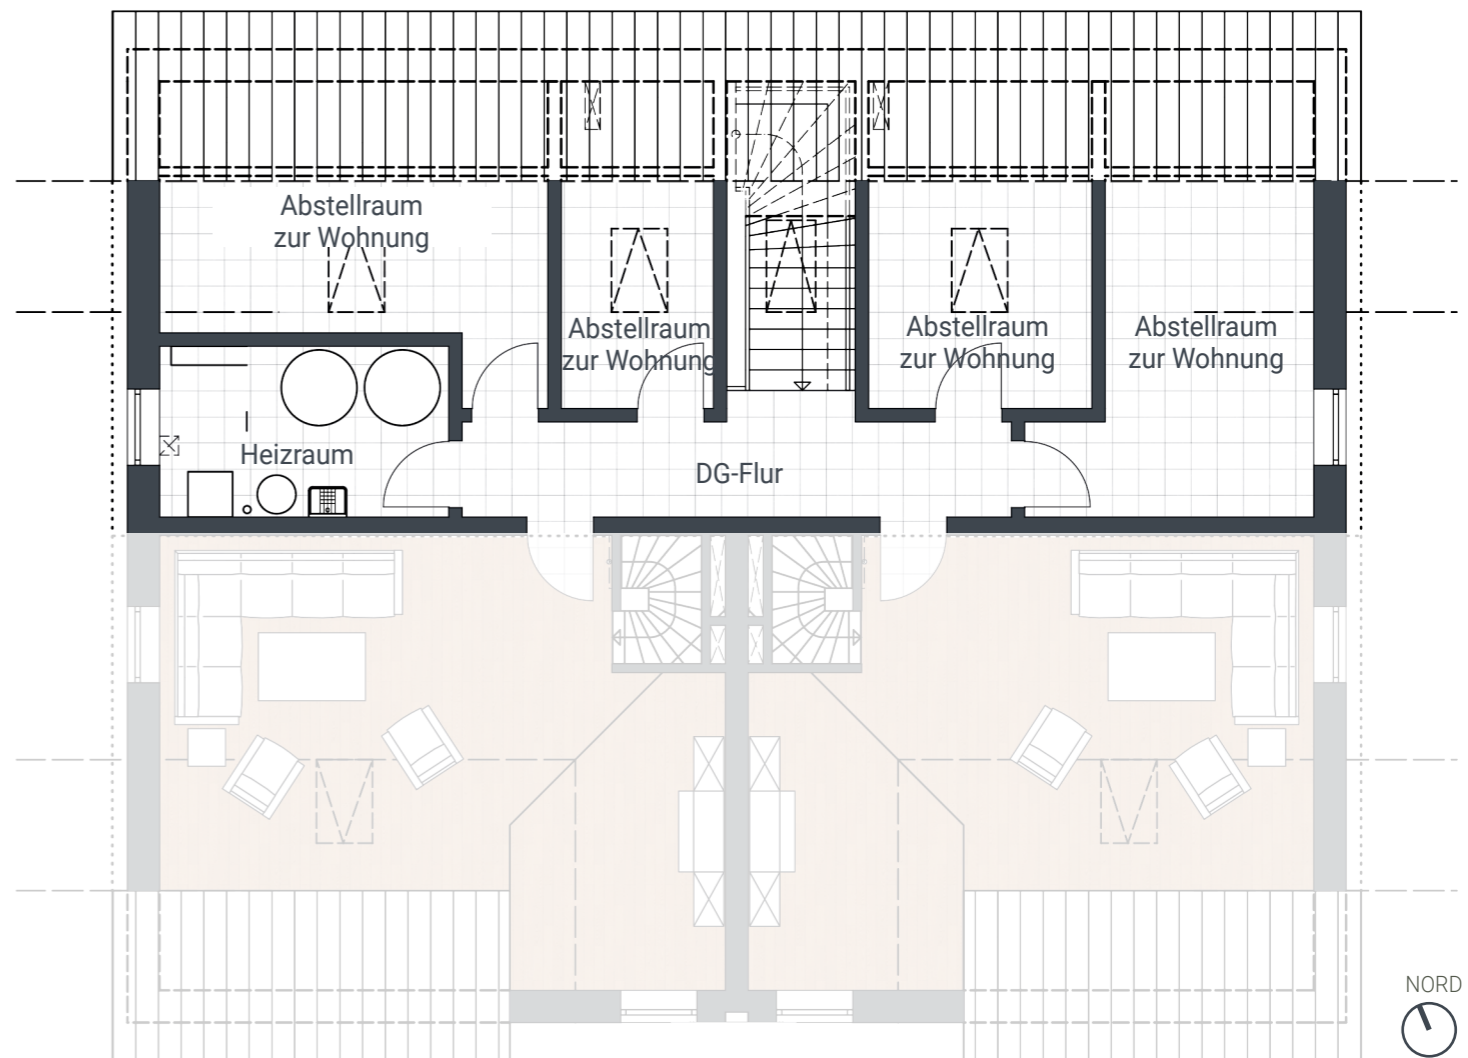 Abstellraum
zur Wohnung
Abstellraum
zur Wohnung
Abstellraum
zur Wohnung
Abstellraum
zur Wohnung
Heizraum
DG-Flur
NORD